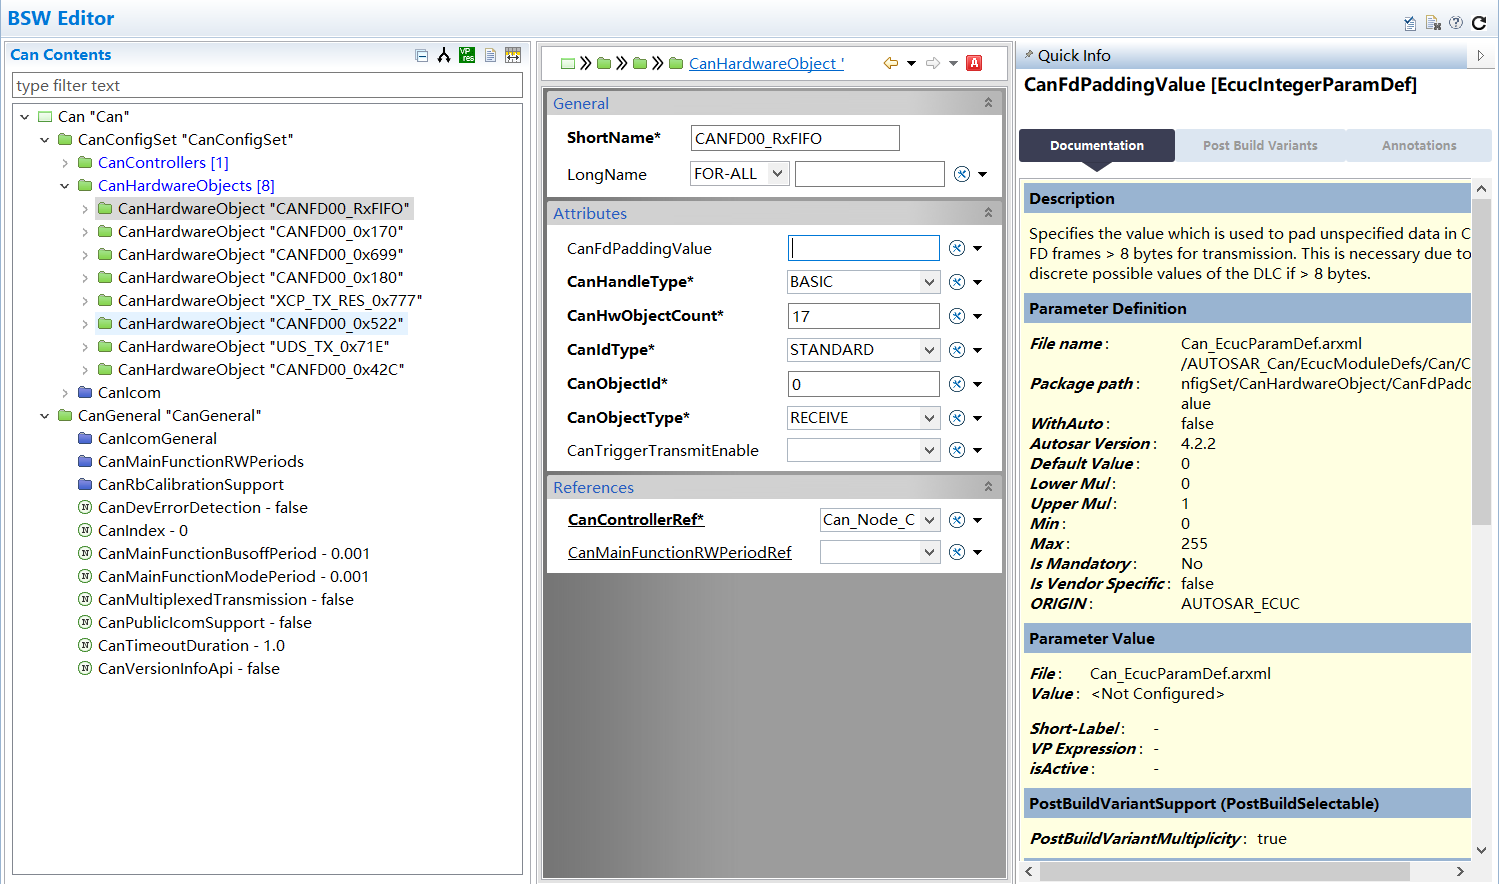 BSW Editor
Can Contents
type filter text
Can "Can"
CanConfigSet "CanConfigSet"
CanControllers [1]
CanHardwareObjects [8]
CanHardwareObject "CANFD00_RxFIFO"
CanHardwareObject "CANFD00_0x170"
CanHardwareObject "CANFD00_0x699"
CanHardwareObject "CANFD00_0x180"
CanHardwareObject "XCP_TX_RES_0x777"
CanHardwareObject "CANFD00_0x522"
CanHardwareObject "UDS_TX_0x71E"
CanHardwareObject "CANFD00_0x42C"
CanIcom
CanGeneral "CanGeneral"
CanIcomGeneral
CanMainFunctionRWPeriods
CanRbCalibrationSupport
CanDevErrorDetection - false
CanIndex - 0
CanMainFunctionBusoffPeriod - 0.001
CanMainFunctionModePeriod - 0.001
CanMultiplexedTransmission - false
CanPublicIcomSupport - false
CanTimeoutDuration - 1.0
CanVersionInfoApi - false
CanHardwareObject '
General
ShortName* CANFD00_RxFIFO
LongName FOR-ALL
Attributes
CanFdPaddingValue
CanHandleType* BASIC
CanHwObjectCount* 17
CanIdType* STANDARD
CanObjectId* 0
CanObjectType* RECEIVE
CanTriggerTransmitEnable
References
CanControllerRef* Can_Node_C
CanMainFunctionRWPeriodRef
Quick Info
CanFdPaddingValue [EcucIntegerParamDef]
Documentation Post Build Variants Annotations
Description
Specifies the value which is used to pad unspecified data in C
FD frames > 8 bytes for transmission. This is necessary due to
discrete possible values of the DLC if > 8 bytes.
Parameter Definition
File name : Can_EcucParamDef.arxml
/AUTOSAR_Can/EcucModuleDefs/Can/C
Package path : nfigSet/CanHardwareObject/CanFdPadd
alue
WithAuto : false
Autosar Version : 4.2.2
Default Value : 0
Lower Mul : 0
Upper Mul : 1
Min : 0
Max : 255
Is Mandatory : No
Is Vendor Specific : false
ORIGIN : AUTOSAR_ECUC
Parameter Value
File : Can_EcucParamDef.arxml
Value : <Not Configured>
Short-Label : -
VP Expression : -
isActive : -
PostBuildVariantSupport (PostBuildSelectable)
PostBuildVariantMultiplicity : true